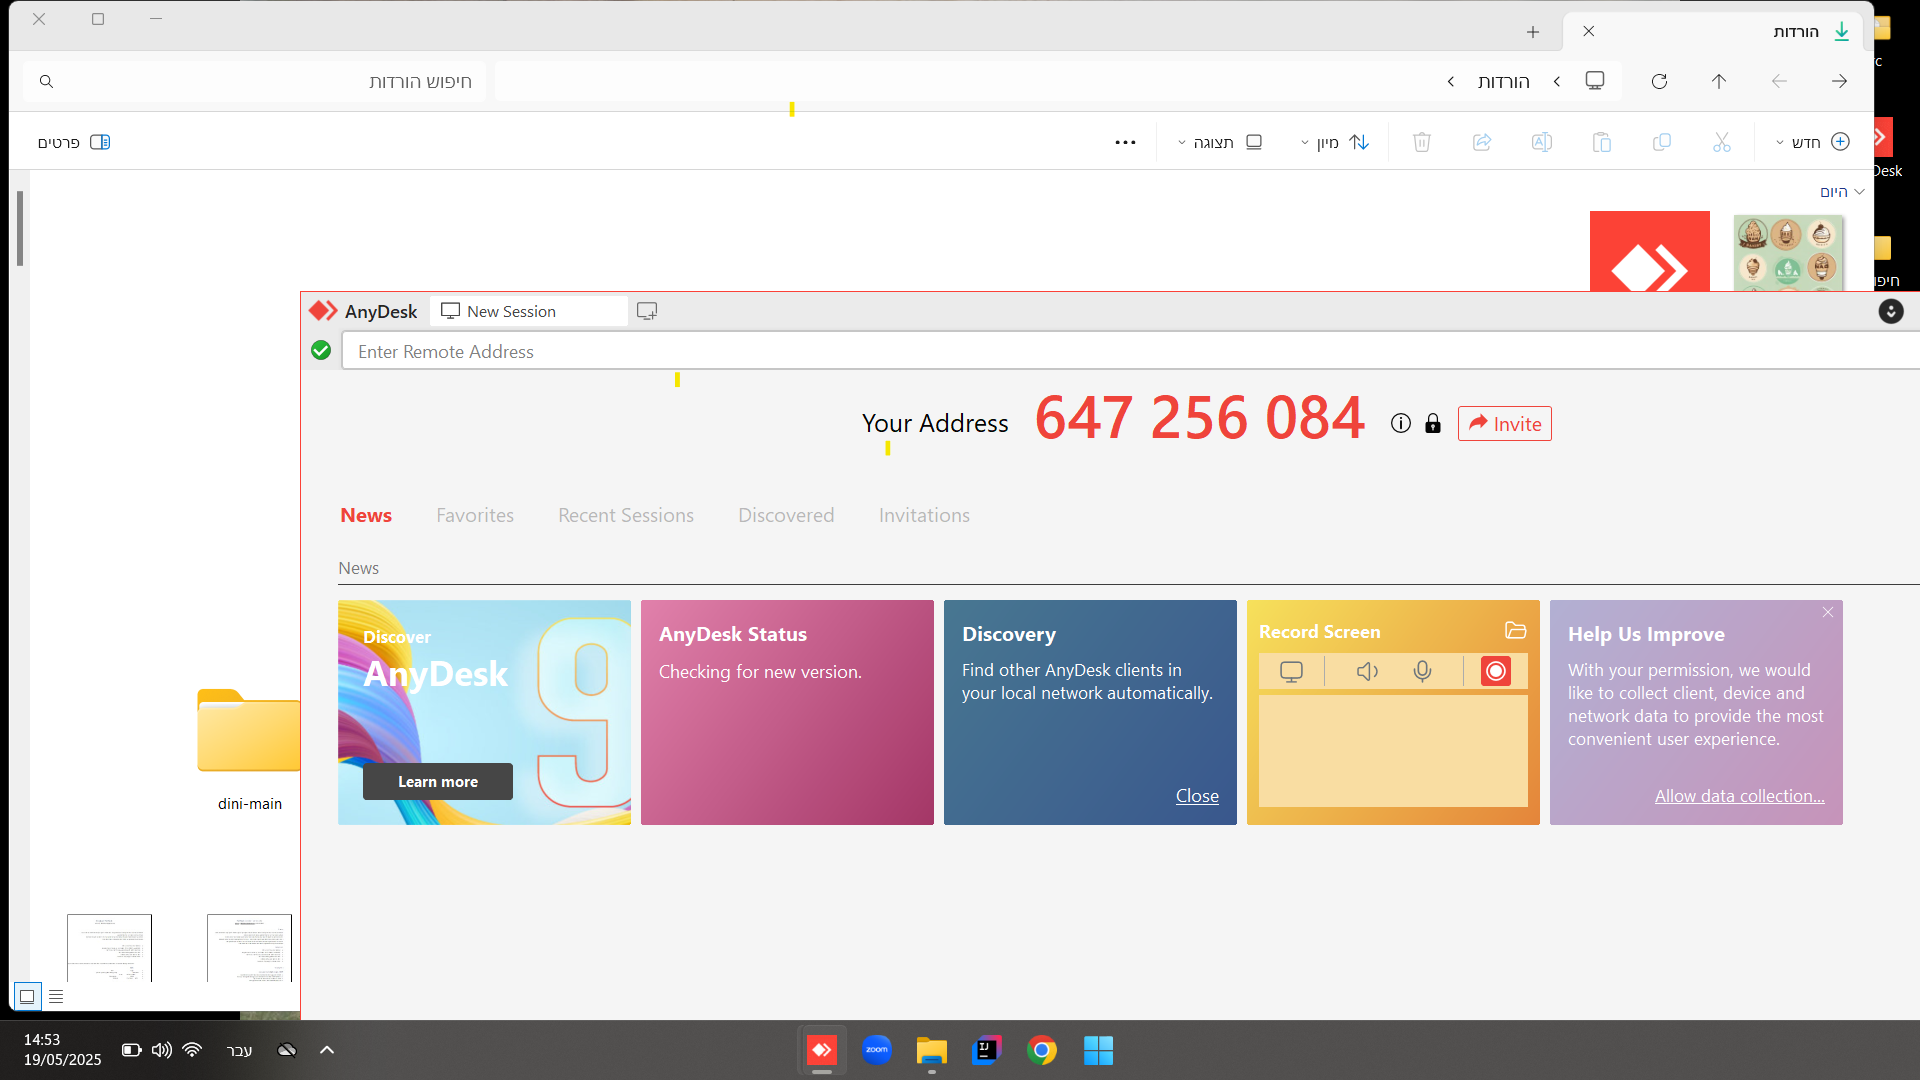 הורדות
הורדות
חיפוש הורדות
חדש
מיון
תצוגה
פרטים
היום
Desk
AnyDesk
New Session
Enter Remote Address
Your Address 647 256 084 Invite
News Favorites Recent Sessions Discovered Invitations
News
Discover
AnyDesk
9
Learn more
AnyDesk Status
Checking for new version.
Discovery
Find other AnyDesk clients in
your local network automatically.
Close
Record Screen
Help Us Improve
With your permission, we would
like to collect client, device and
network data to provide the most
convenient user experience.
Allow data collection...
dini-main
14:53
19/05/2025
עבר
zoom
IJ